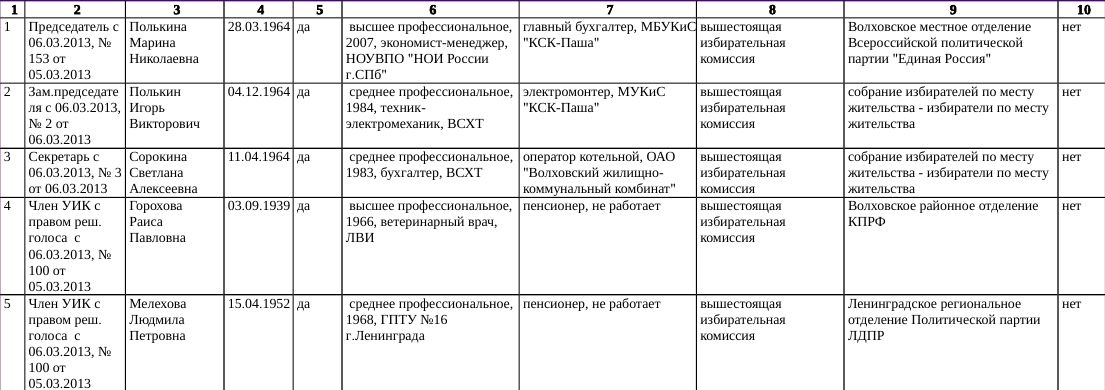 1 2 3 4 5 6 7 8 9 10
1 Председатель с Полькина 28.03.1964 да высшее профессиональное, главный бухгалтер, МБУКиС вышестоящая Волховское местное отделение нет
06.03.2013, № Марина 2007, экономист-менеджер, "КСК-Паша" избирательная Всероссийской политической
153 от Николаевна НОУВПО "НОИ России комиссия партии "Единая Россия"
05.03.2013 г.СПб"
2 Зам.председате Полькин 04.12.1964 да среднее профессиональное, электромонтер, МУКиС вышестоящая собрание избирателей по месту нет
ля с 06.03.2013, Игорь 1984, техник- "КСК-Паша" избирательная жительства - избиратели по месту
№ 2 от Викторович электромеханик, ВСХТ комиссия жительства
06.03.2013
3 Секретарь с Сорокина 11.04.1964 да среднее профессиональное, оператор котельной, ОАО вышестоящая собрание избирателей по месту нет
06.03.2013, № 3 Светлана 1983, бухгалтер, ВСХТ "Волховский жилищно- избирательная жительства - избиратели по месту
от 06.03.2013 Алексеевна коммунальный комбинат" комиссия жительства
4 Член УИК с Горохова 03.09.1939 да высшее профессиональное, пенсионер, не работает вышестоящая Волховское районное отделение нет
правом реш. Раиса 1966, ветеринарный врач, избирательная КПРФ
голоса с Павловна ЛВИ комиссия
06.03.2013, №
100 от
05.03.2013
5 Член УИК с Мелехова 15.04.1952 да среднее профессиональное, пенсионер, не работает вышестоящая Ленинградское региональное нет
правом реш. Людмила 1968, ГПТУ №16 избирательная отделение Политической партии
голоса с Петровна г.Ленинграда комиссия ЛДПР
06.03.2013, №
100 от
05.03.2013